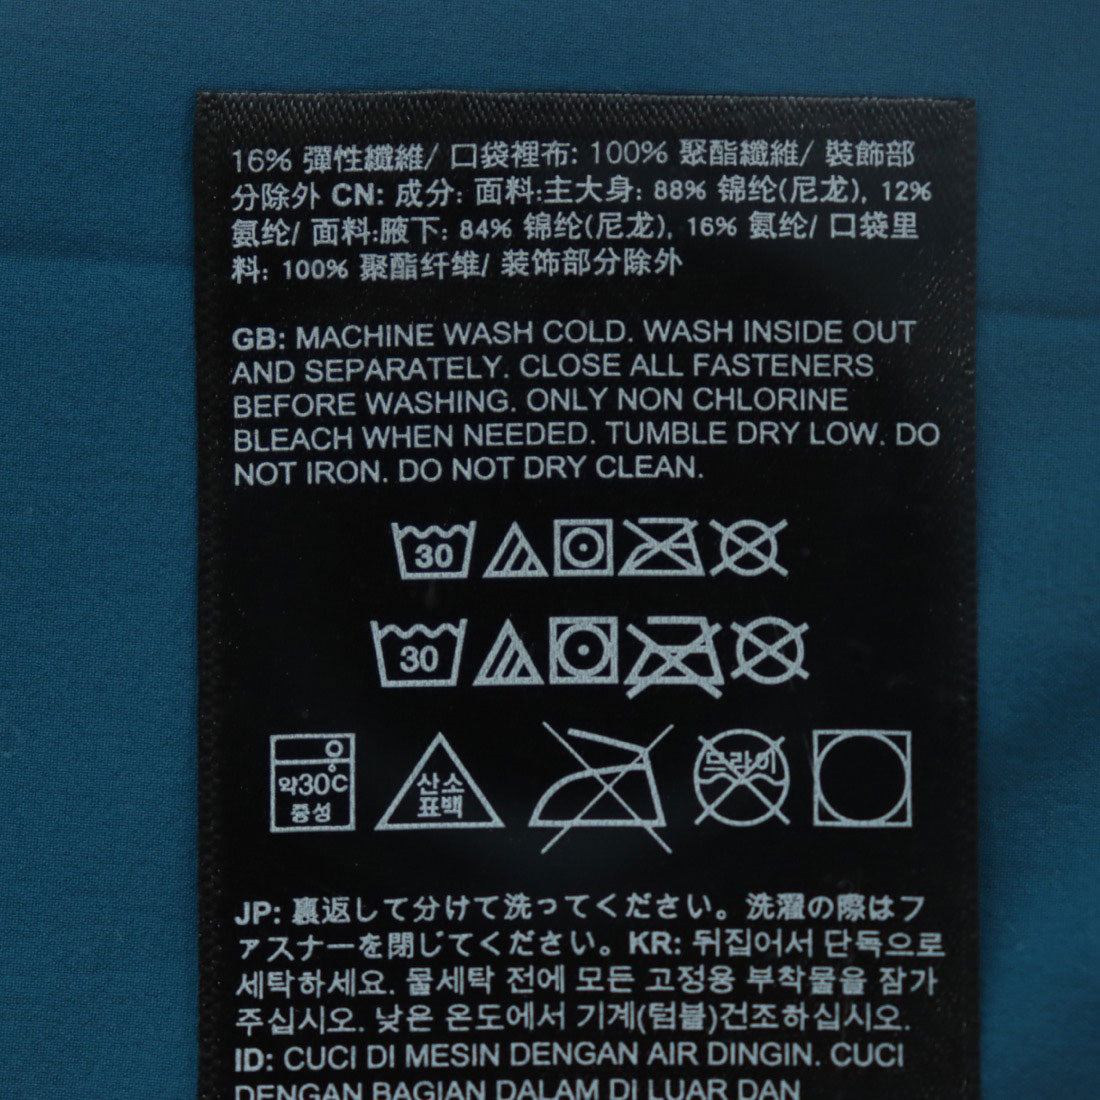 16% 彈性纖維/ 口袋裡布: 100% 聚酯纖維/ 裝飾部
分除外 CN: 成分: 面料:主大身: 88% 锦纶(尼龙), 12%
氨纶/ 面料:腋下: 84% 锦纶(尼龙), 16% 氨纶/ 口袋里
料: 100% 聚酯纤维/ 装饰部分除外
GB: MACHINE WASH COLD. WASH INSIDE OUT
AND SEPARATELY. CLOSE ALL FASTENERS
BEFORE WASHING. ONLY NON CHLORINE
BLEACH WHEN NEEDED. TUMBLE DRY LOW. DO
NOT IRON. DO NOT DRY CLEAN.
30
30
약30℃
중성
산소
표백
드라이
JP: 裏返して分けて洗ってください。洗濯の際はフ
ァスナーを閉じてください。KR: 뒤집어서 단독으로
세탁하세요. 물세탁 전에 모든 고정용 부착물을 잠가
주십시오. 낮은 온도에서 기계(텀블)건조하십시오.
ID: CUCI DI MESIN DENGAN AIR DINGIN. CUCI
DENGAN BAGIAN DALAM DI LUAR DAN